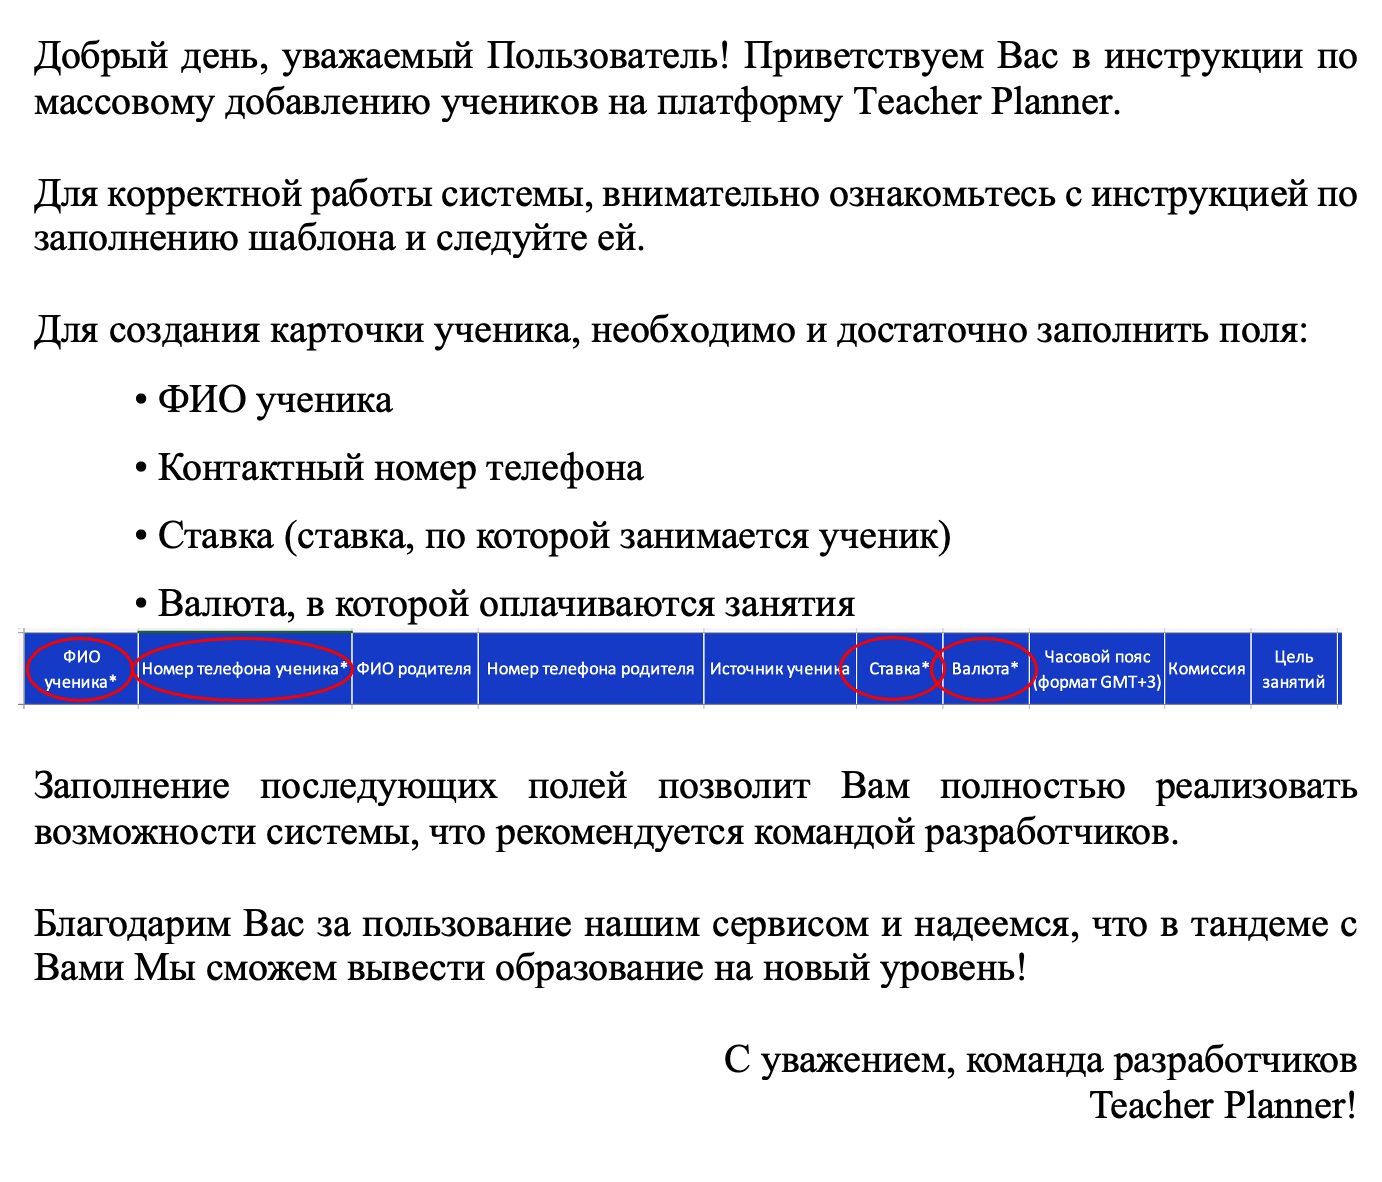 Добрый день, уважаемый Пользователь! Приветствуем Вас в инструкции по
массовому добавлению учеников на платформу Teacher Planner.
Для корректной работы системы, внимательно ознакомьтесь с инструкцией по
заполнению шаблона и следуйте ей.
Для создания карточки ученика, необходимо и достаточно заполнить поля:
• ФИО ученика
• Контактный номер телефона
• Ставка (ставка, по которой занимается ученик)
• Валюта, в которой оплачиваются занятия
ФИО
ученика*
Номер телефона ученика*
ФИО родителя
Номер телефона родителя
Источник ученика
Ставка*
Валюта*
Часовой пояс
(формат GMT+3)
Комиссия
Цель
занятий
Заполнение последующих полей позволит Вам полностью реализовать
возможности системы, что рекомендуется командой разработчиков.
Благодарим Вас за пользование нашим сервисом и надеемся, что в тандеме с
Вами Мы сможем вывести образование на новый уровень!
С уважением, команда разработчиков
Teacher Planner!